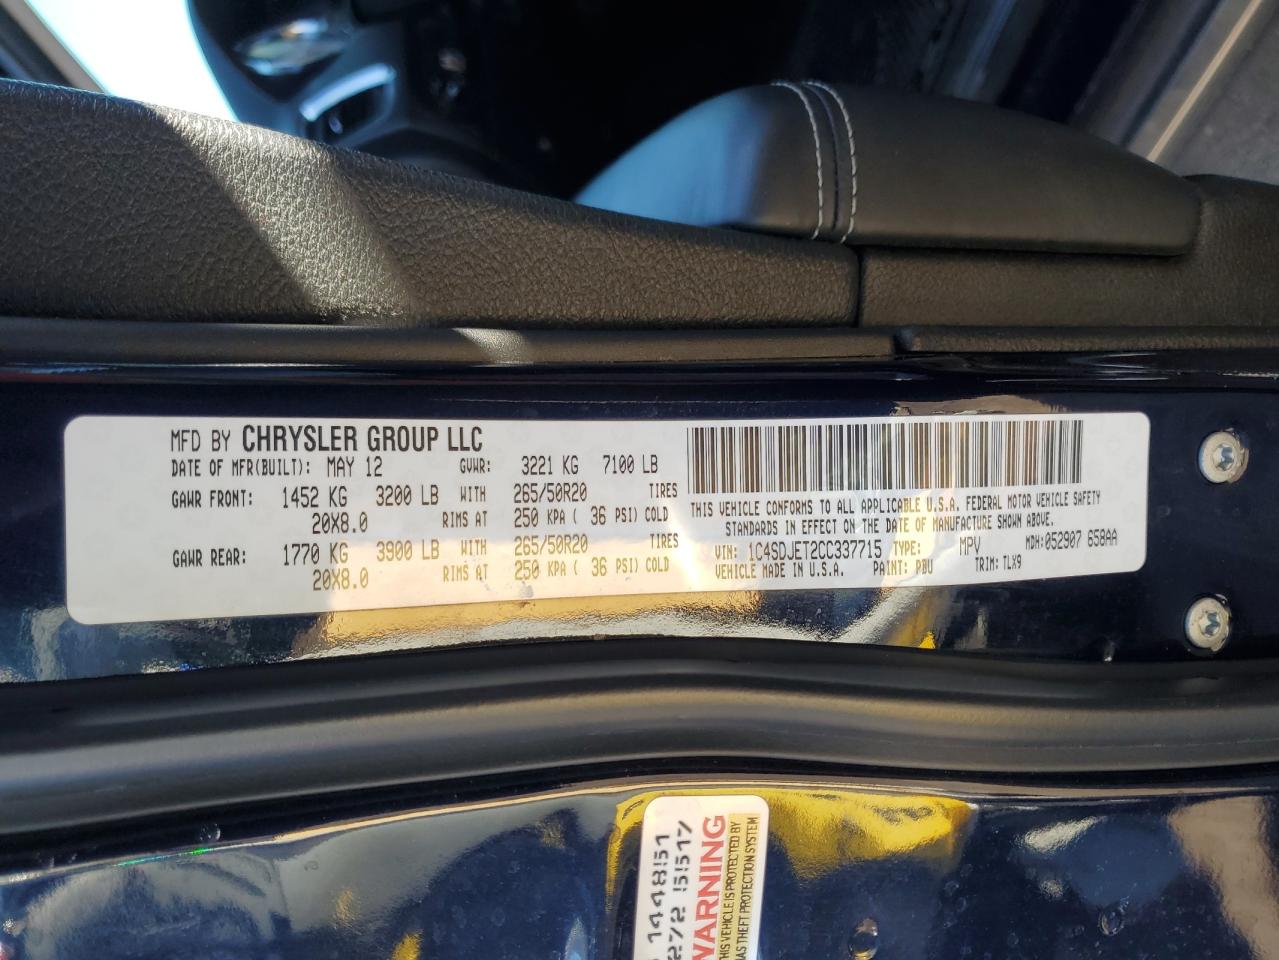 MFD BY CHRYSLER GROUP LLC
DATE OF MFR(BUILT): MAY 12 GVWR: 3221 KG 7100 LB
GAWR FRONT: 1452 KG 3200 LB WITH 265/50R20 TIRES
20X8.0 RIMS AT 250 KPA ( 36 PSI) COLD
GAWR REAR: 1770 KG 3900 LB WITH 265/50R20 TIRES
20X8.0 RIMS AT 250 KPA ( 36 PSI) COLD
THIS VEHICLE CONFORMS TO ALL APPLICABLE U.S.A. FEDERAL MOTOR VEHICLE SAFETY
STANDARDS IN EFFECT ON THE DATE OF MANUFACTURE SHOWN ABOVE.
VIN: 1C4SDJET2CC337715 TYPE: MPV MDH:052907 658AA
VEHICLE MADE IN U.S.A. PAINT: PBU TRIM: TLX9
144851
272 5517
WARNING
THIS VEHICLE IS PROTECTED BY
THEFT PROTECTION SYSTEM